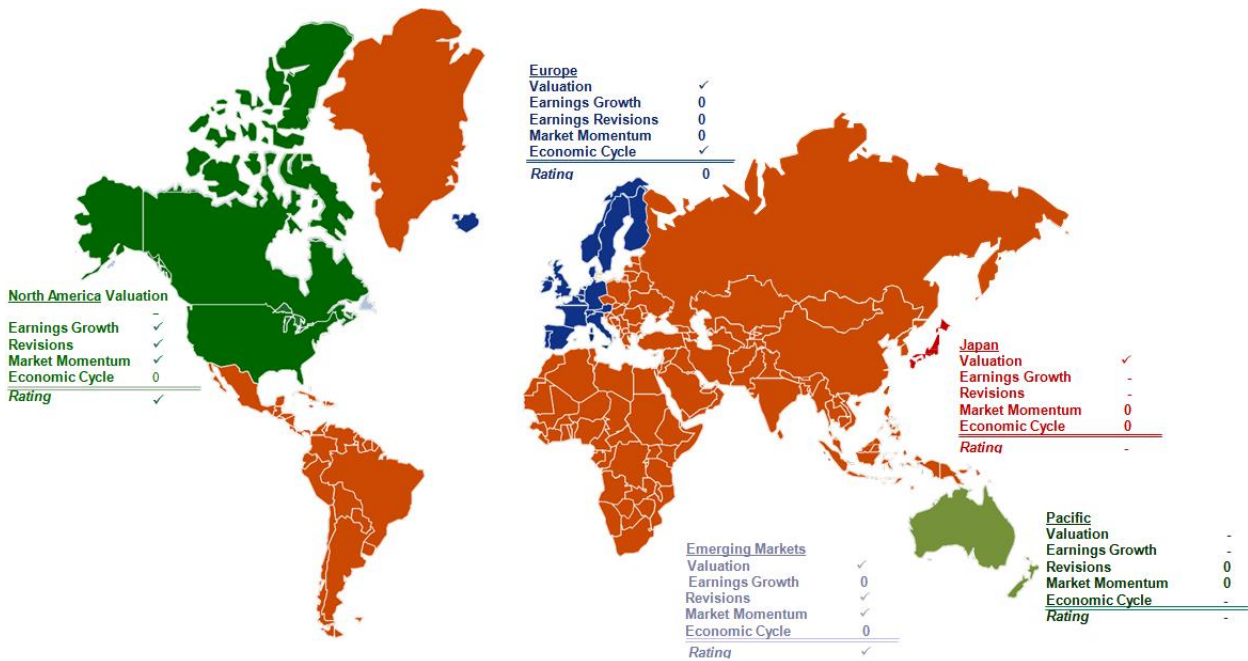 Europe
Valuation ✓
Earnings Growth 0
Earnings Revisions 0
Market Momentum 0
Economic Cycle ✓
Rating 0
North America Valuation
-
Earnings Growth ✓
Revisions ✓
Market Momentum ✓
Economic Cycle 0
Rating ✓
Japan
Valuation ✓
Earnings Growth -
Revisions -
Market Momentum 0
Economic Cycle 0
Rating -
Emerging Markets
Valuation ✓
Earnings Growth 0
Revisions ✓
Market Momentum ✓
Economic Cycle 0
Rating ✓
Pacific
Valuation -
Earnings Growth -
Revisions 0
Market Momentum 0
Economic Cycle -
Rating -